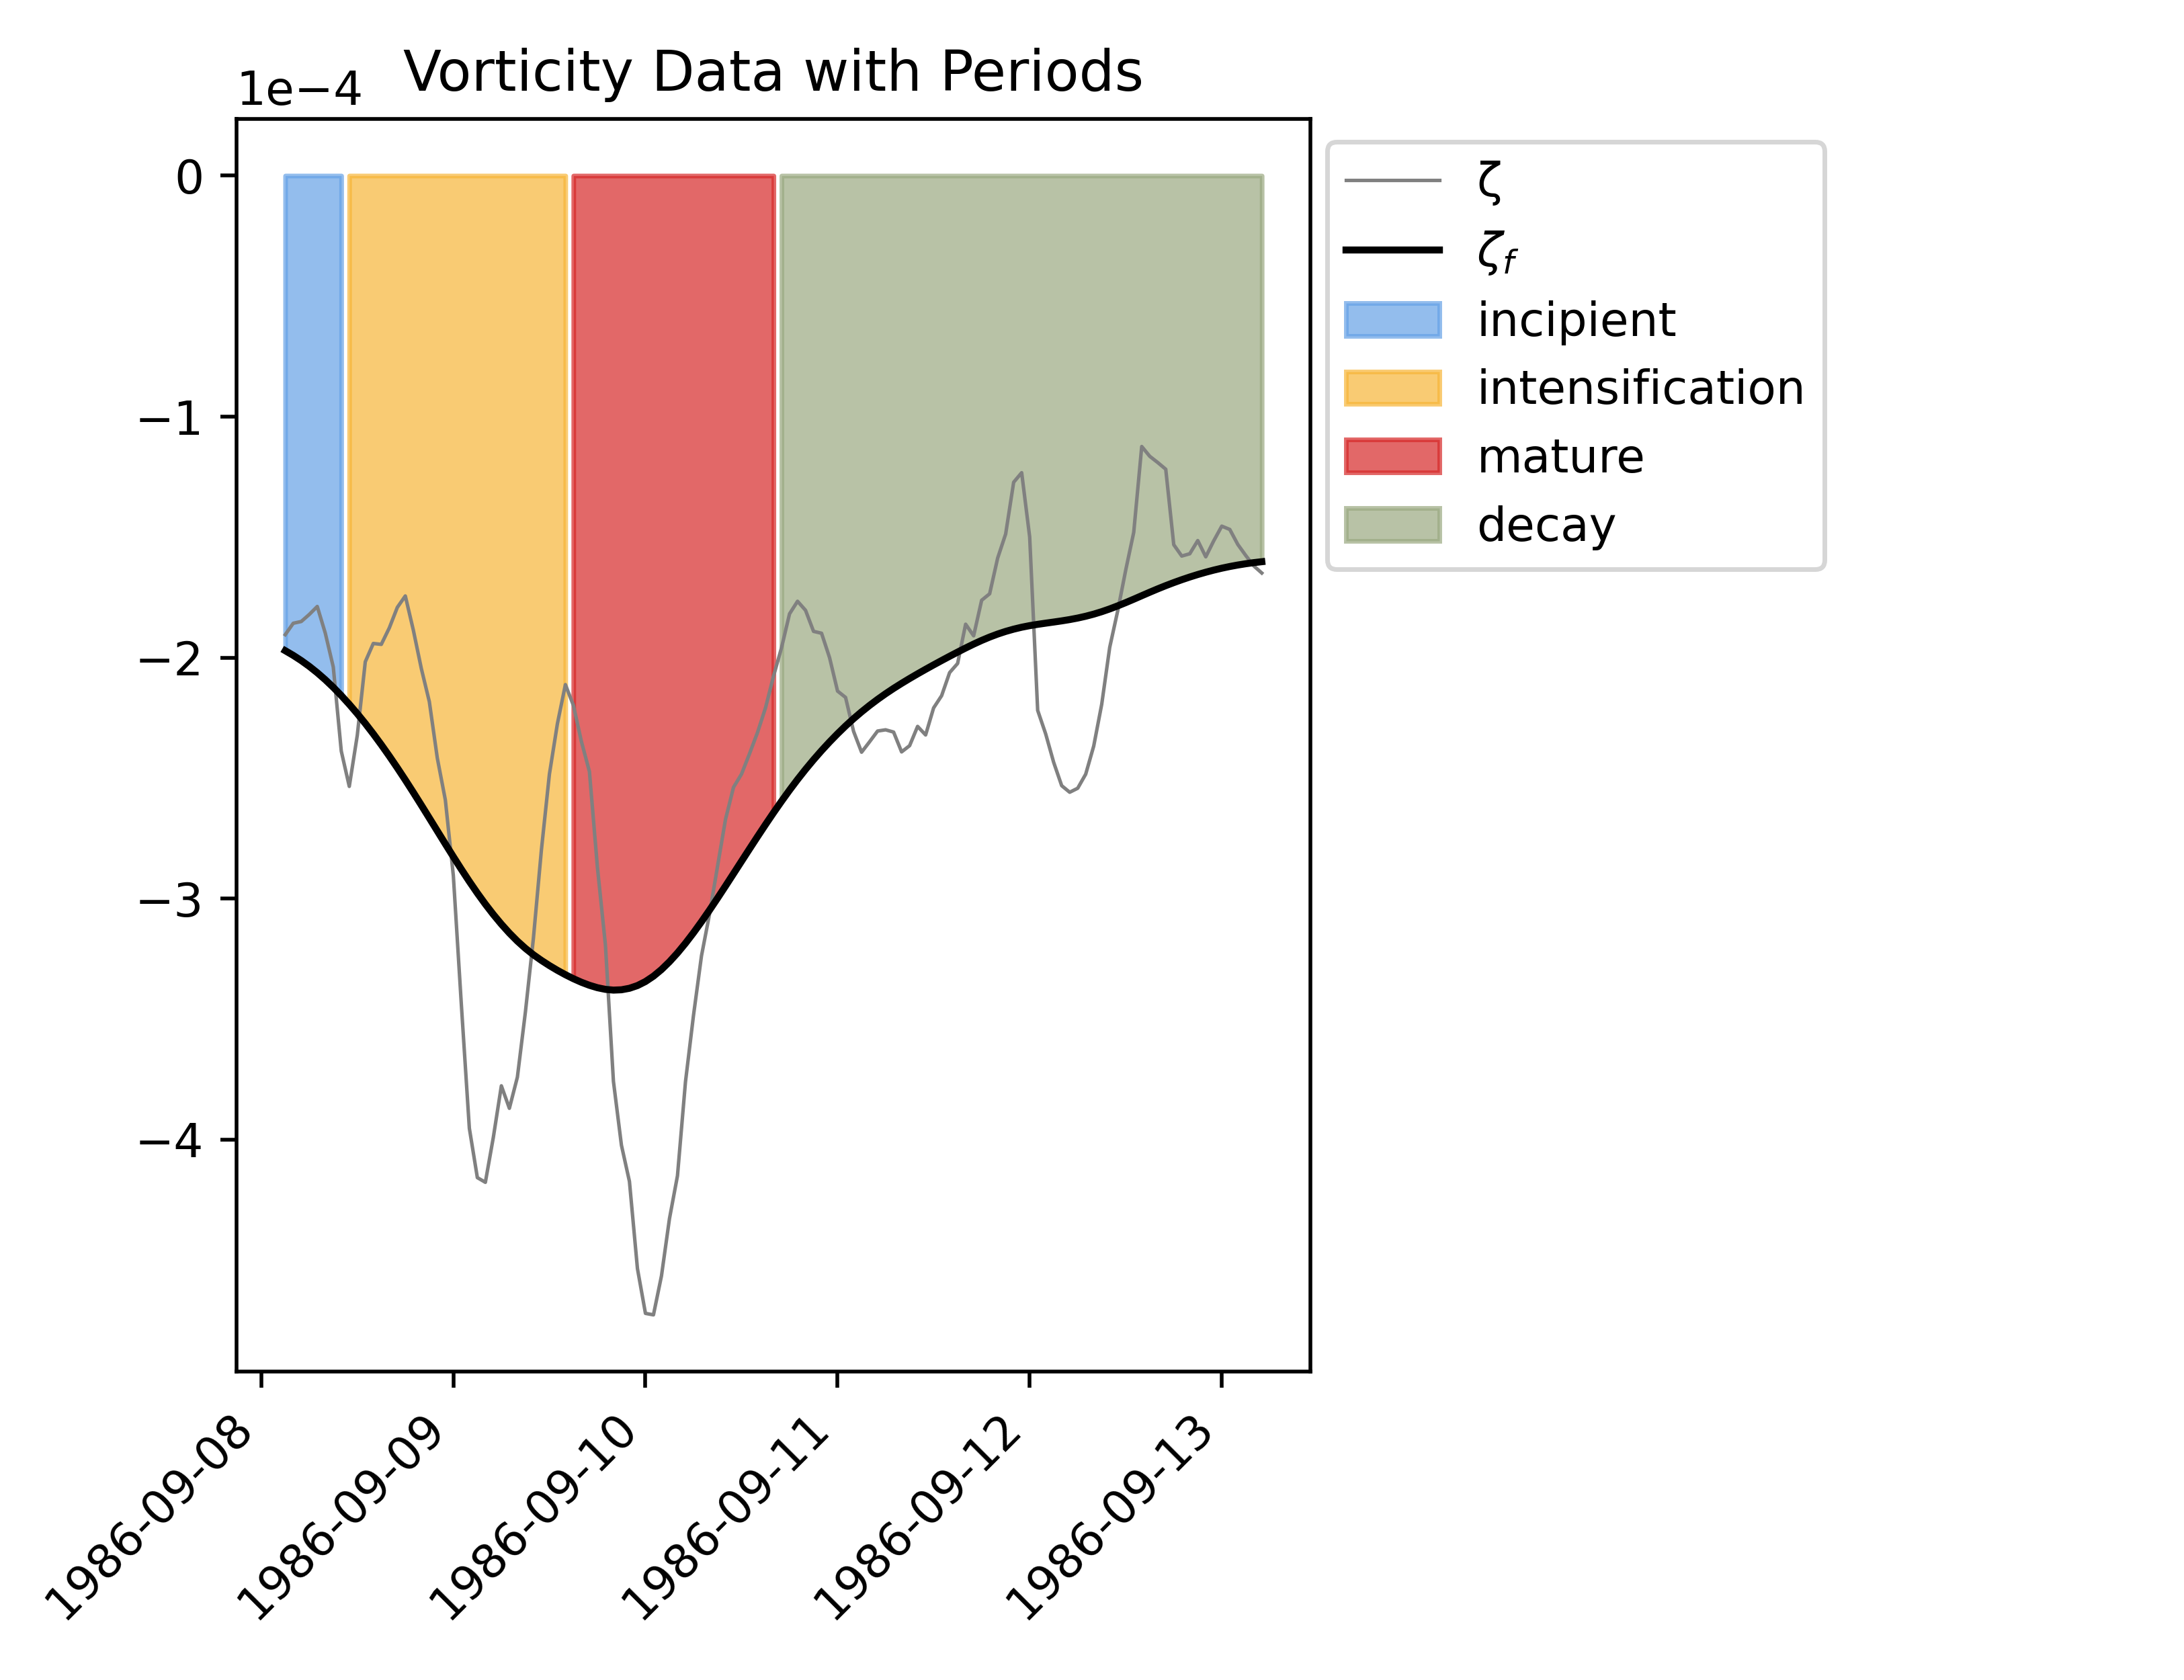 Vorticity Data with Periods
1e−4
0
−1
−2
−3
−4
1986-09-08
1986-09-09
1986-09-10
1986-09-11
1986-09-12
1986-09-13
ζ
ζf
incipient
intensification
mature
decay